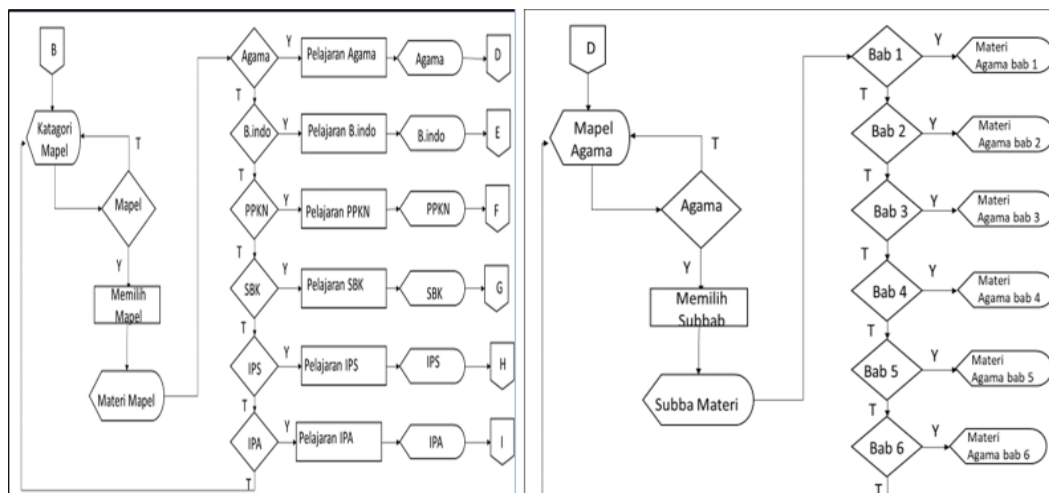 B
Katagori
Mapel
T
Mapel
Y
Memilih
Mapel
Materi Mapel
Agama
Y
Pelajaran Agama
Agama
D
T
B.indo
Y
Pelajaran B.indo
B.indo
E
T
PPKN
Y
Pelajaran PPKN
PPKN
F
T
SBK
Y
Pelajaran SBK
SBK
G
T
IPS
Y
Pelajaran IPS
IPS
H
T
IPA
Y
Pelajaran IPA
IPA
I
T
D
Mapel
Agama
T
Agama
Y
Memilih
Subbab
Subba Materi
Bab 1
Y
Materi
Agama bab 1
T
Bab 2
Y
Materi
Agama bab 2
T
Bab 3
Y
Materi
Agama bab 3
T
Bab 4
Y
Materi
Agama bab 4
T
Bab 5
Y
Materi
Agama bab 5
T
Bab 6
Y
Materi
Agama bab 6
T